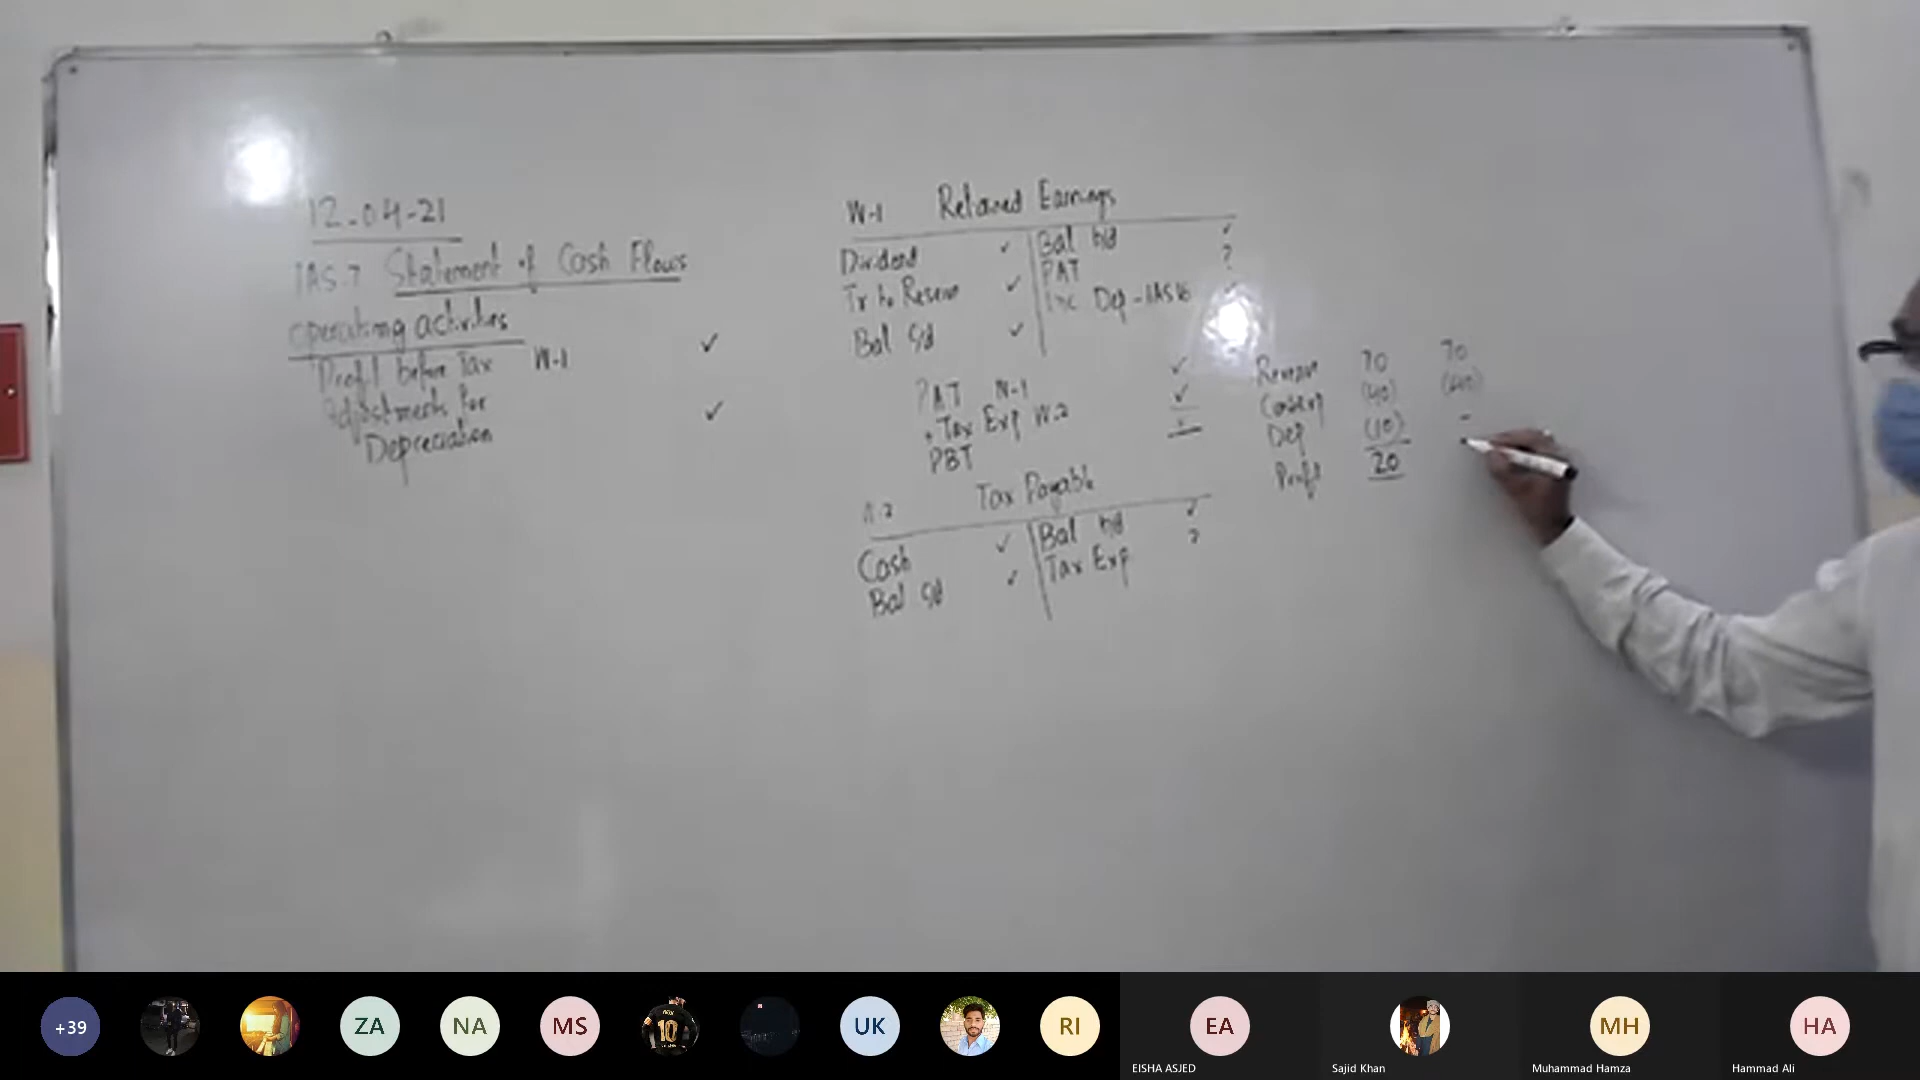 12-04-21
IAS-7 Statement of Cash Flows
operating activities
Profit before Tax W-1 ✓
Adjustments for
Depreciation ✓
W-1 Retained Earnings
Dividend ✓ Bal b/d ✓
Tr to Reserve ✓ PAT ?
Bal c/d ✓ Inc Dep - IAS 16
PAT W-1 ✓
+ Tax Exp W-2 ✓
PBT
W-2 Tax Payable
Cash ✓ Bal b/d ✓
Bal c/d ✓ Tax Exp ?
Revenue 70 70
(40) (40)
Dep (10) -
Profit 20
+39
ZA
NA
MS
10
UK
RI
EA
MH
HA
EISHA ASJED
Sajid Khan
Muhammad Hamza
Hammad Ali